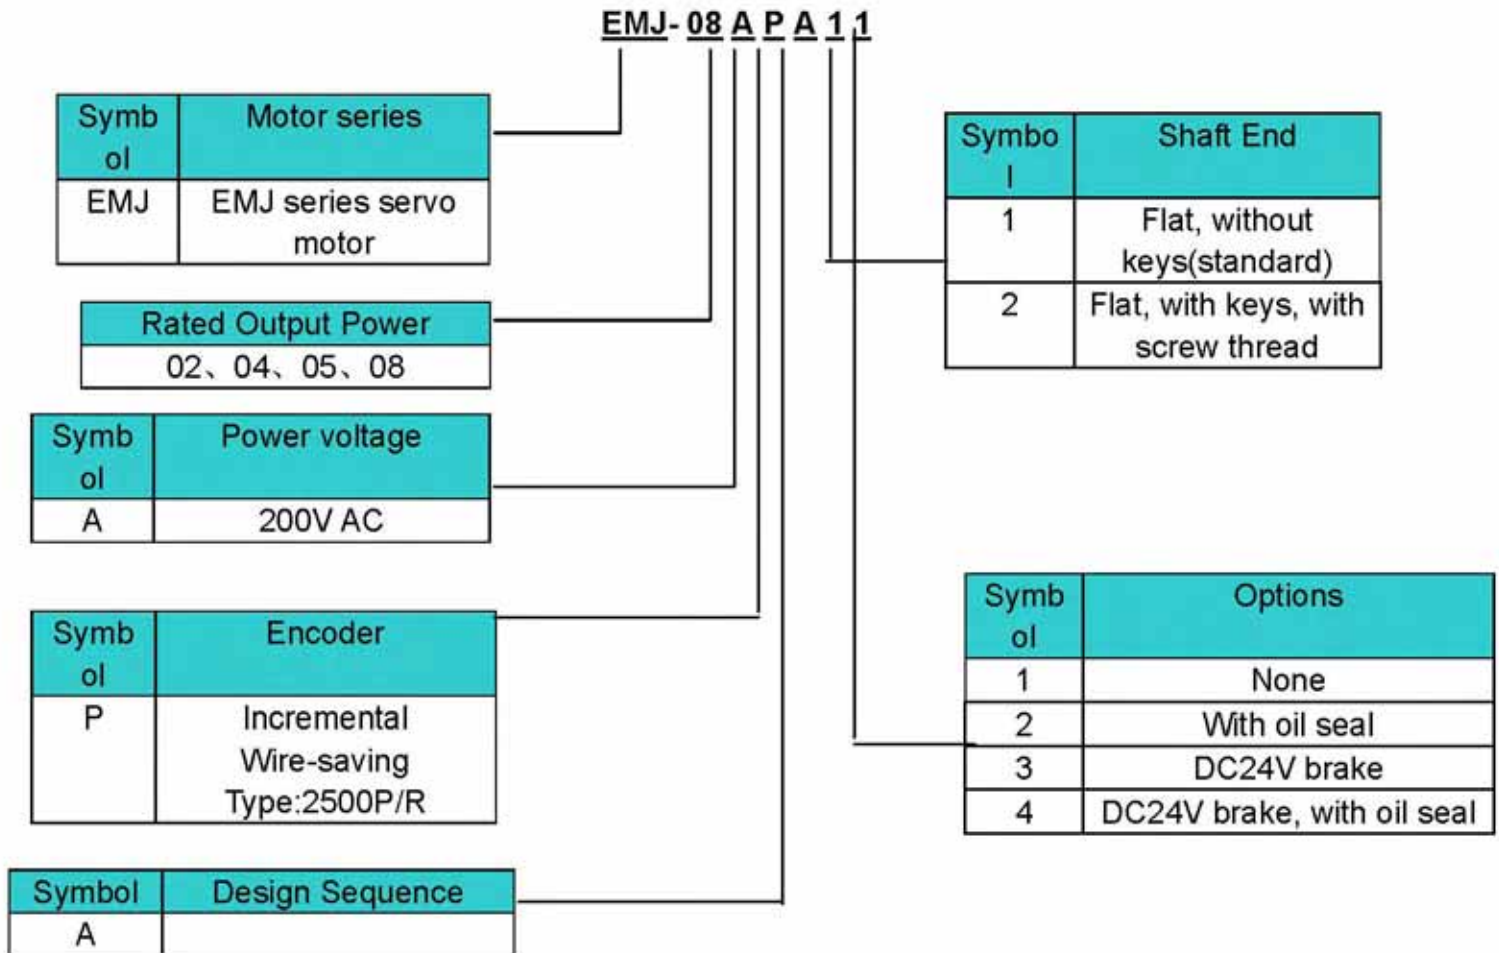 EMJ- 08 A P A 1 1
Symb
ol
Motor series
EMJ
EMJ series servo
motor
Rated Output Power
02、04、05、08
Symb
ol
Power voltage
A
200V AC
Symb
ol
Encoder
P
Incremental
Wire-saving
Type:2500P/R
Symbol
Design Sequence
A
Symbo
l
Shaft End
1
Flat, without
keys(standard)
2
Flat, with keys, with
screw thread
Symb
ol
Options
1
None
2
With oil seal
3
DC24V brake
4
DC24V brake, with oil seal